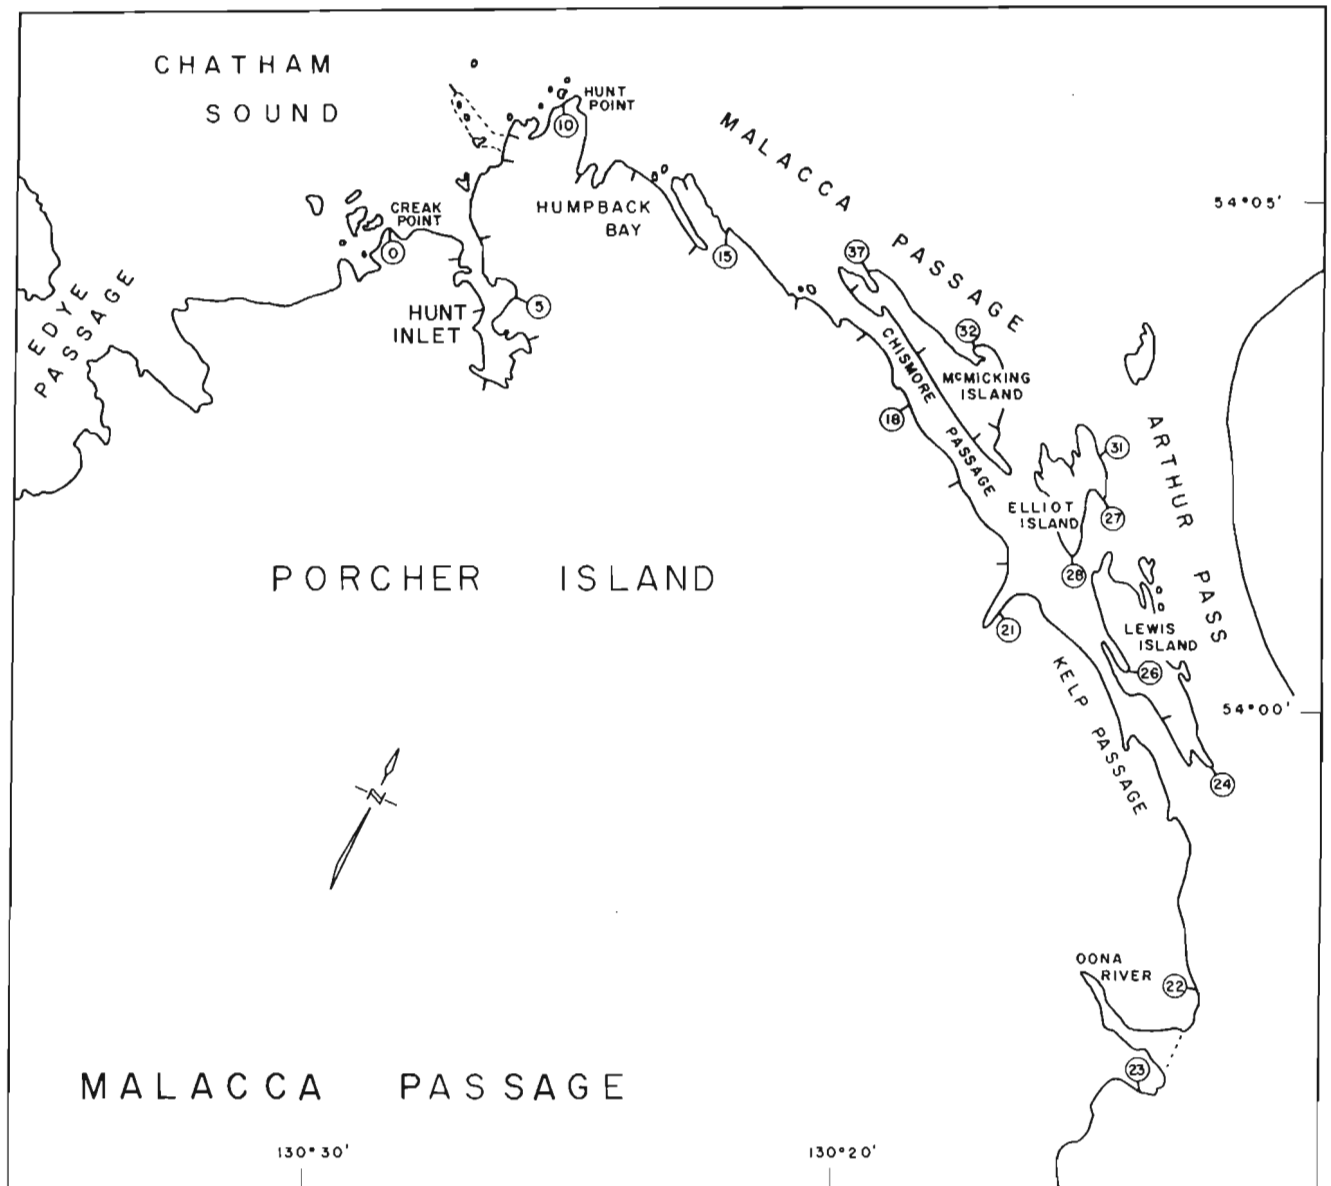 CHATHAM
SOUND
HUNT
POINT
10
MALACCA
PASSAGE
54°05'
CREAK
POINT
0
HUMPBACK
BAY
15
37
EDYE
PASSAGE
HUNT
INLET
5
32
CHISMORE
PASSAGE
McMICKING
ISLAND
18
ARTHUR
PASS
31
ELLIOT
ISLAND
27
28
PORCHER ISLAND
21
LEWIS
ISLAND
26
KELP PASSAGE
54°00'
24
N
OONA
RIVER
22
23
MALACCA PASSAGE
130°30'
130°20'